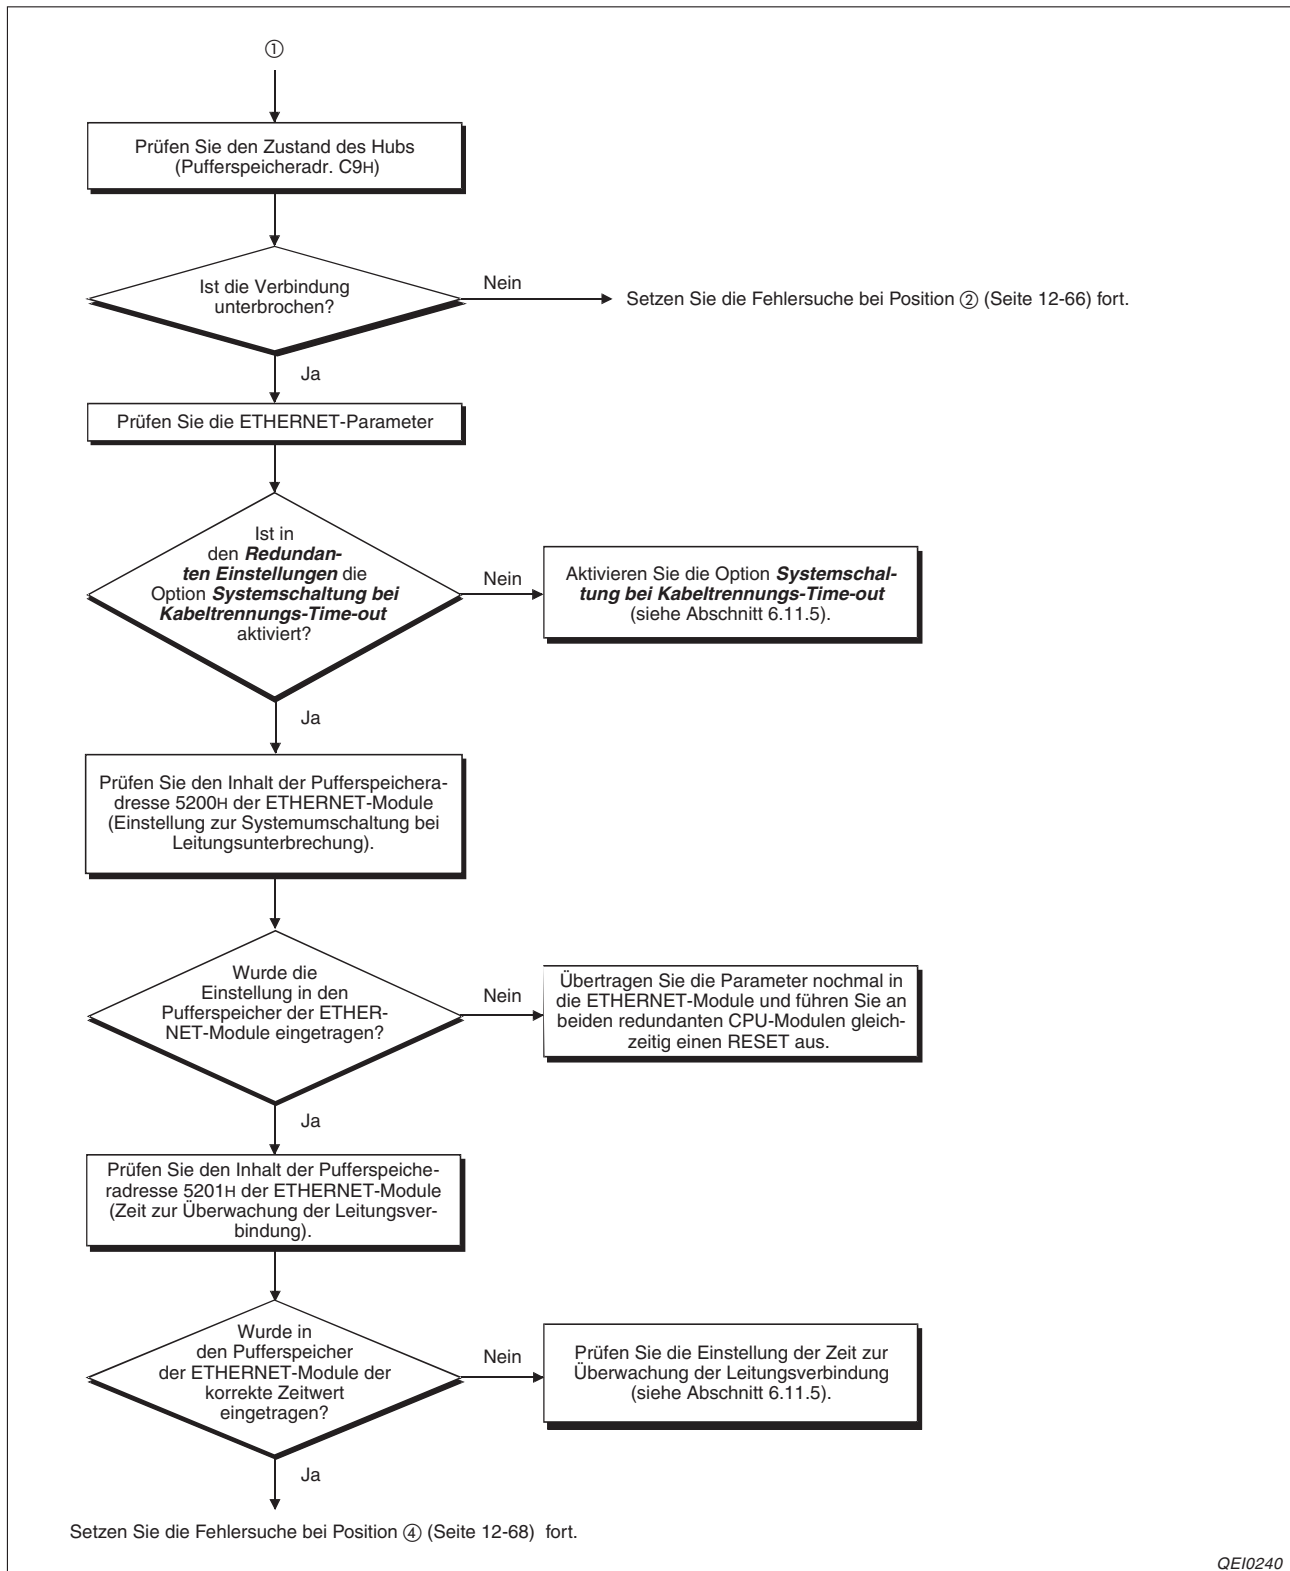 ①
Prüfen Sie den Zustand des Hubs
(Pufferspeicheradr. C9H)
Ist die Verbindung
unterbrochen?
Nein
Setzen Sie die Fehlersuche bei Position ② (Seite 12-66) fort.
Ja
Prüfen Sie die ETHERNET-Parameter
Ist in
den Redundan-
ten Einstellungen die
Option Systemschaltung bei
Kabeltrennungs-Time-out
aktiviert?
Nein
Aktivieren Sie die Option Systemschal-
tung bei Kabeltrennungs-Time-out
(siehe Abschnitt 6.11.5).
Ja
Prüfen Sie den Inhalt der Pufferspeichera-
dresse 5200H der ETHERNET-Module
(Einstellung zur Systemumschaltung bei
Leitungsunterbrechung).
Wurde die
Einstellung in den
Pufferspeicher der ETHER-
NET-Module eingetragen?
Nein
Übertragen Sie die Parameter nochmal in
die ETHERNET-Module und führen Sie an
beiden redundanten CPU-Modulen gleich-
zeitig einen RESET aus.
Ja
Prüfen Sie den Inhalt der Pufferspeiche-
radresse 5201H der ETHERNET-Module
(Zeit zur Überwachung der Leitungsver-
bindung).
Wurde in
den Pufferspeicher
der ETHERNET-Module der
korrekte Zeitwert
eingetragen?
Nein
Prüfen Sie die Einstellung der Zeit zur
Überwachung der Leitungsverbindung
(siehe Abschnitt 6.11.5).
Ja
Setzen Sie die Fehlersuche bei Position ④ (Seite 12-68) fort.
QEI0240